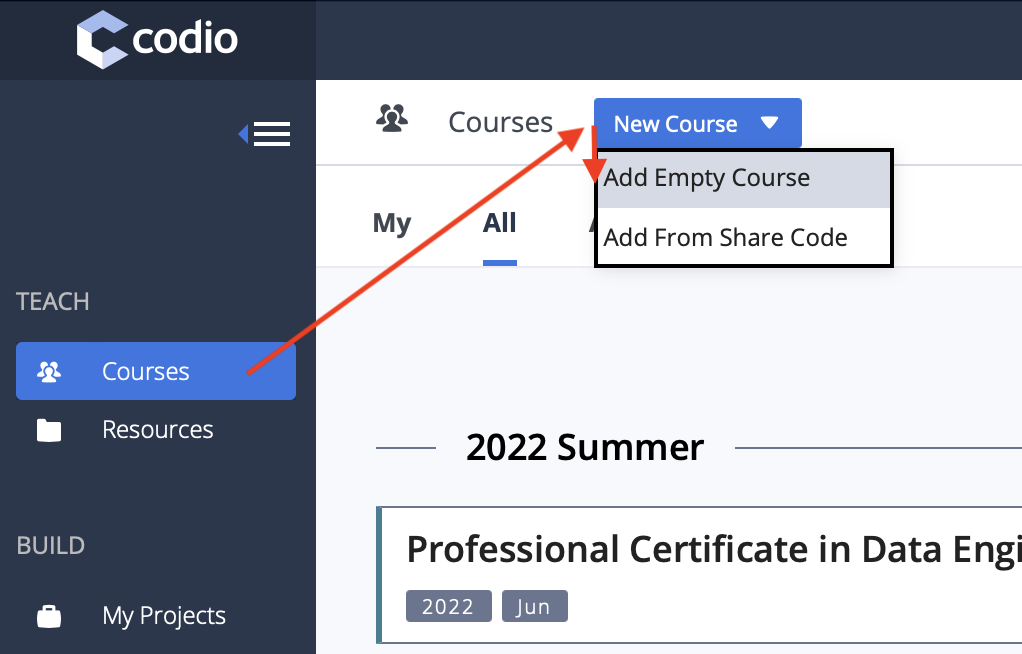 codio
Courses
New Course
Add Empty Course
My
All
Add From Share Code
TEACH
Courses
Resources
2022 Summer
BUILD
Professional Certificate in Data Engi
2022
Jun
My Projects